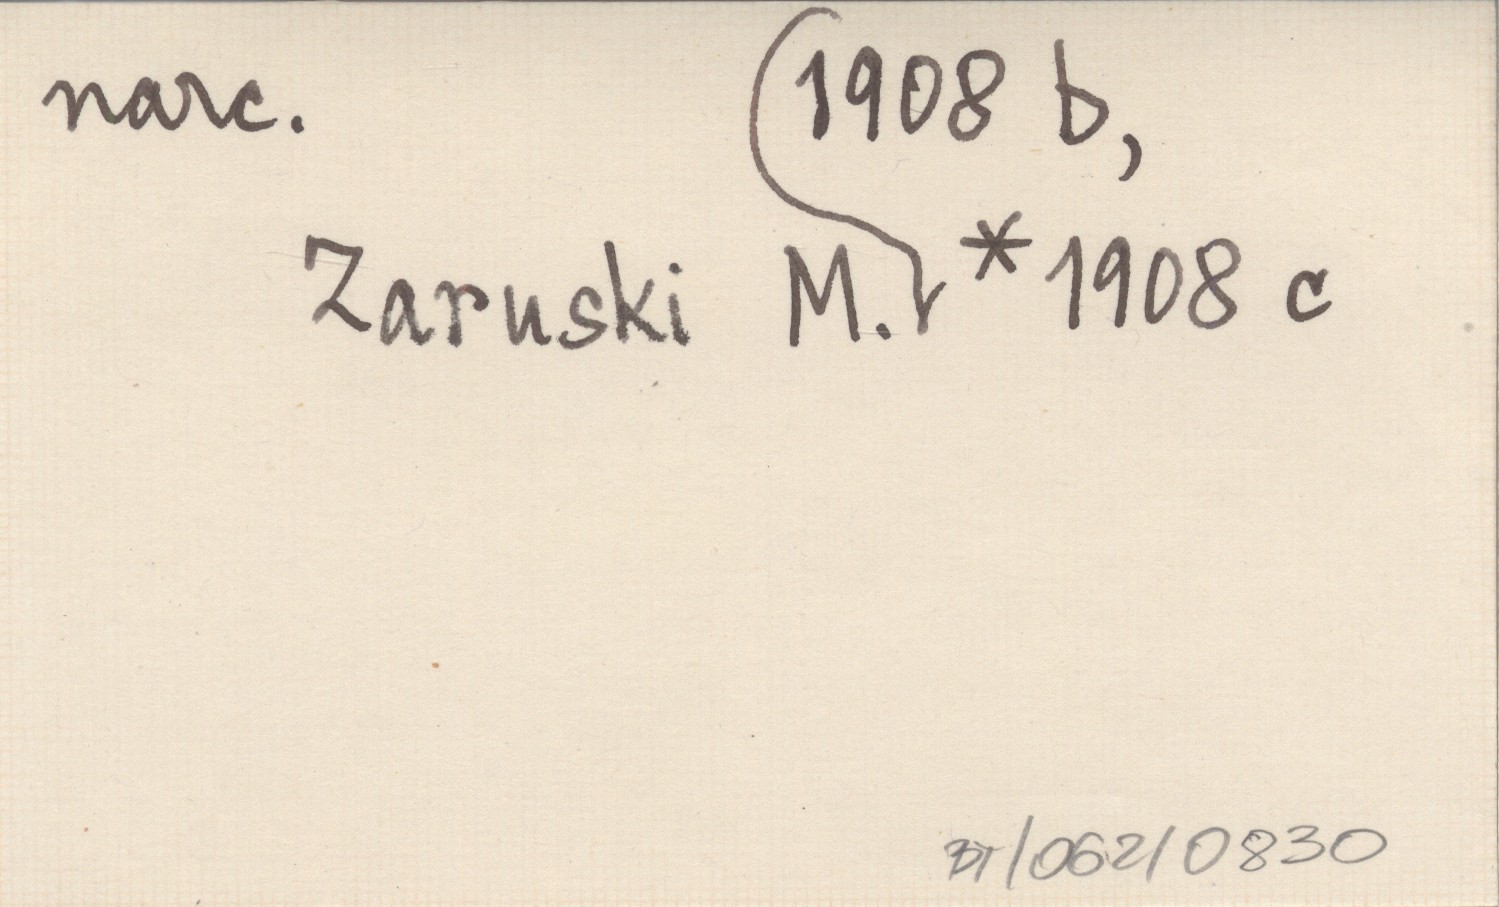 narc.
1908 b,
Zaruski M. *1908 c
BT/062/0830